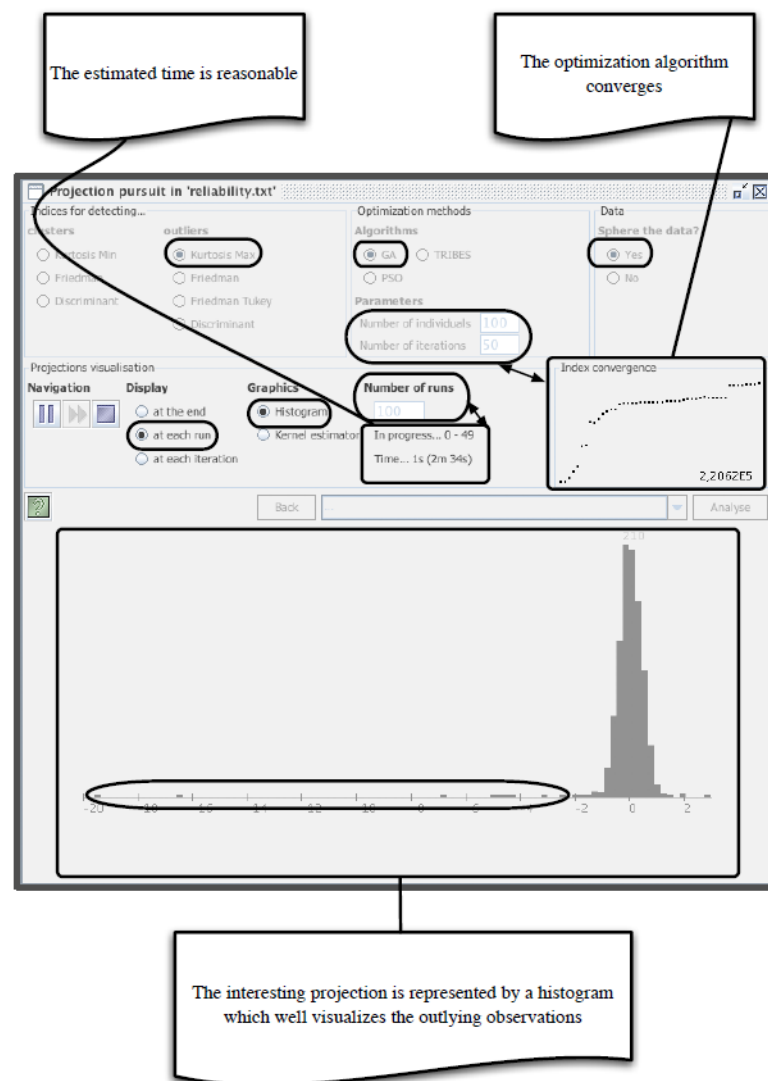 The estimated time is reasonable
The optimization algorithm
converges
Projection pursuit in 'reliability.txt'
Indices for detecting...
clusters
outliers
Kurtosis Min
Kurtosis Max
Friedman
Friedman
Discriminant
Friedman Tukey
Discriminant
Optimization methods
Algorithms
GA
TRIBES
PSO
Parameters
Number of individuals 100
Number of iterations 50
Data
Sphere the data?
Yes
No
Projections visualisation
Navigation
Display
at the end
at each run
at each iteration
Graphics
Histogram
Kernel estimator
Number of runs
100
In progress... 0 - 49
Time... 1s (2m 34s)
Index convergence
2,2062E5
?
Back
Analyse
210
-20 -16 -14 -12 -10 -8 -6 -4 -2 0 2
The interesting projection is represented by a histogram
which well visualizes the outlying observations